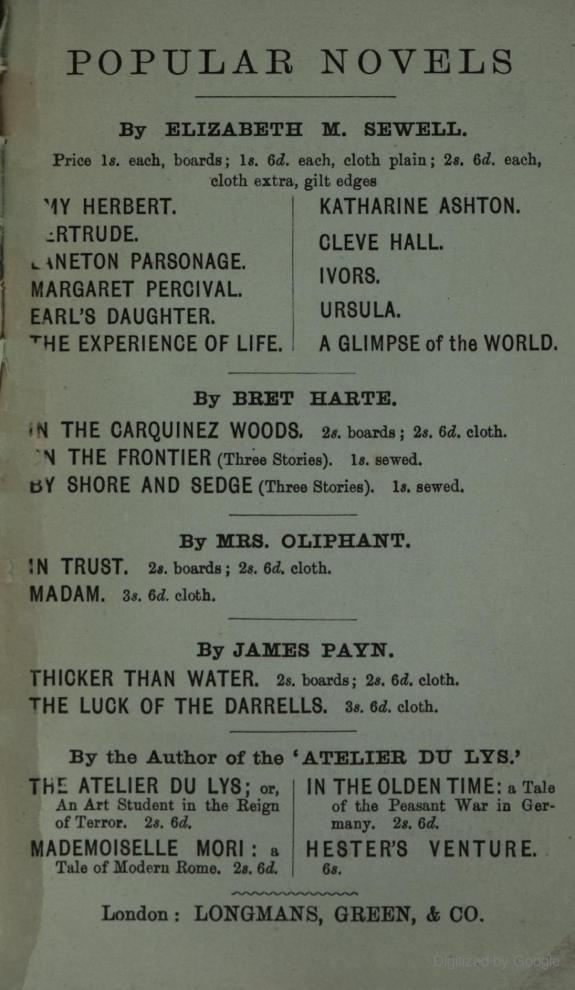 POPULAR NOVELS
By ELIZABETH M. SEWELL.
Price 1s. each, boards; 1s. 6d. each, cloth plain; 2s. 6d. each,
cloth extra, gilt edges
MY HERBERT.
ERTRUDE.
LANETON PARSONAGE.
MARGARET PERCIVAL.
EARL'S DAUGHTER.
THE EXPERIENCE OF LIFE.
KATHARINE ASHTON.
CLEVE HALL.
IVORS.
URSULA.
A GLIMPSE of the WORLD.
By BRET HARTE.
IN THE CARQUINEZ WOODS. 2s. boards; 2s. 6d. cloth.
N THE FRONTIER (Three Stories). 1s. sewed.
BY SHORE AND SEDGE (Three Stories). 1s. sewed.
By MRS. OLIPHANT.
IN TRUST. 2s. boards; 2s. 6d. cloth.
MADAM. 3s. 6d. cloth.
By JAMES PAYN.
THICKER THAN WATER. 2s. boards; 2s. 6d. cloth.
THE LUCK OF THE DARRELLS. 3s. 6d. cloth.
By the Author of the 'ATELIER DU LYS.'
THE ATELIER DU LYS; or,
An Art Student in the Reign
of Terror. 2s. 6d.
MADEMOISELLE MORI: a
Tale of Modern Rome. 2s. 6d.
IN THE OLDEN TIME: a Tale
of the Peasant War in Ger-
many. 2s. 6d.
HESTER'S VENTURE.
6s.
London: LONGMANS, GREEN, & CO.
Digitized by Google